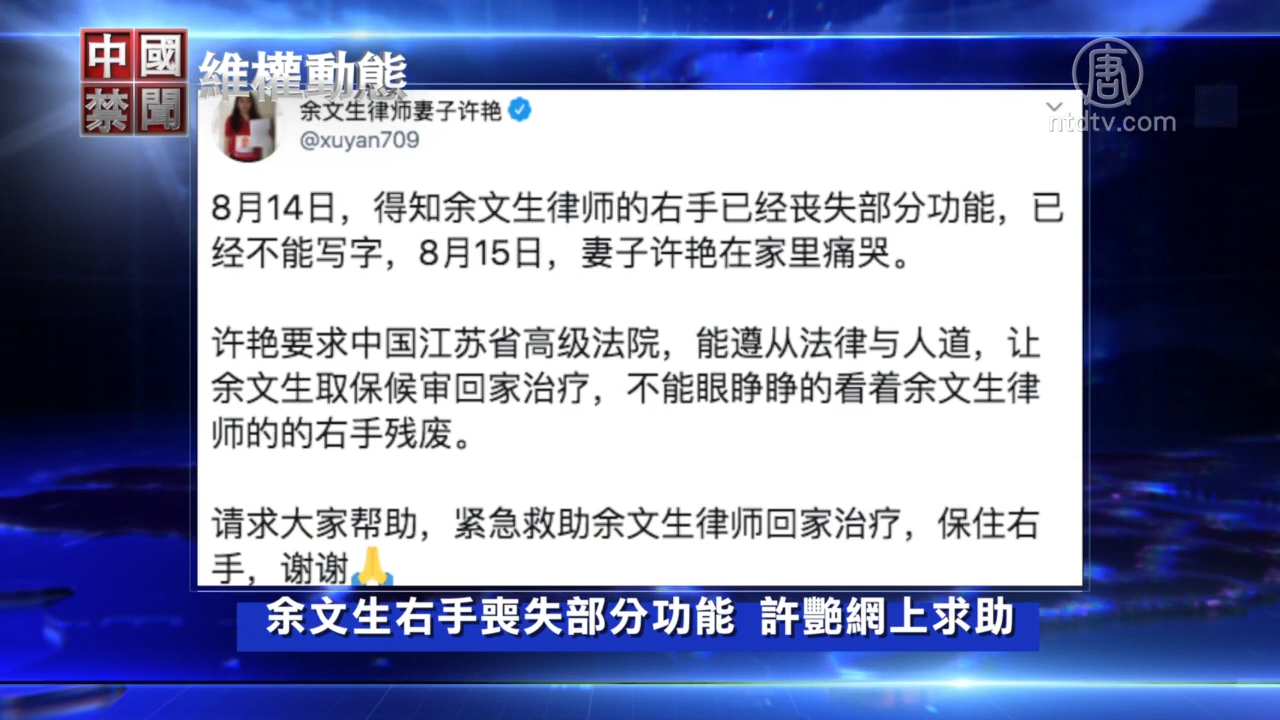 中國
禁聞
維權動態
唐
ntdtv.com
余文生律师妻子许艳
@xuyan709
8月14日，得知余文生律师的右手已经丧失部分功能，已
经不能写字，8月15日，妻子许艳在家里痛哭。
许艳要求中国江苏省高级法院，能遵从法律与人道，让
余文生取保候审回家治疗，不能眼睁睁的看着余文生律
师的的右手残废。
请求大家帮助，紧急救助余文生律师回家治疗，保住右
手，谢谢🙏
余文生右手喪失部分功能 許艷網上求助